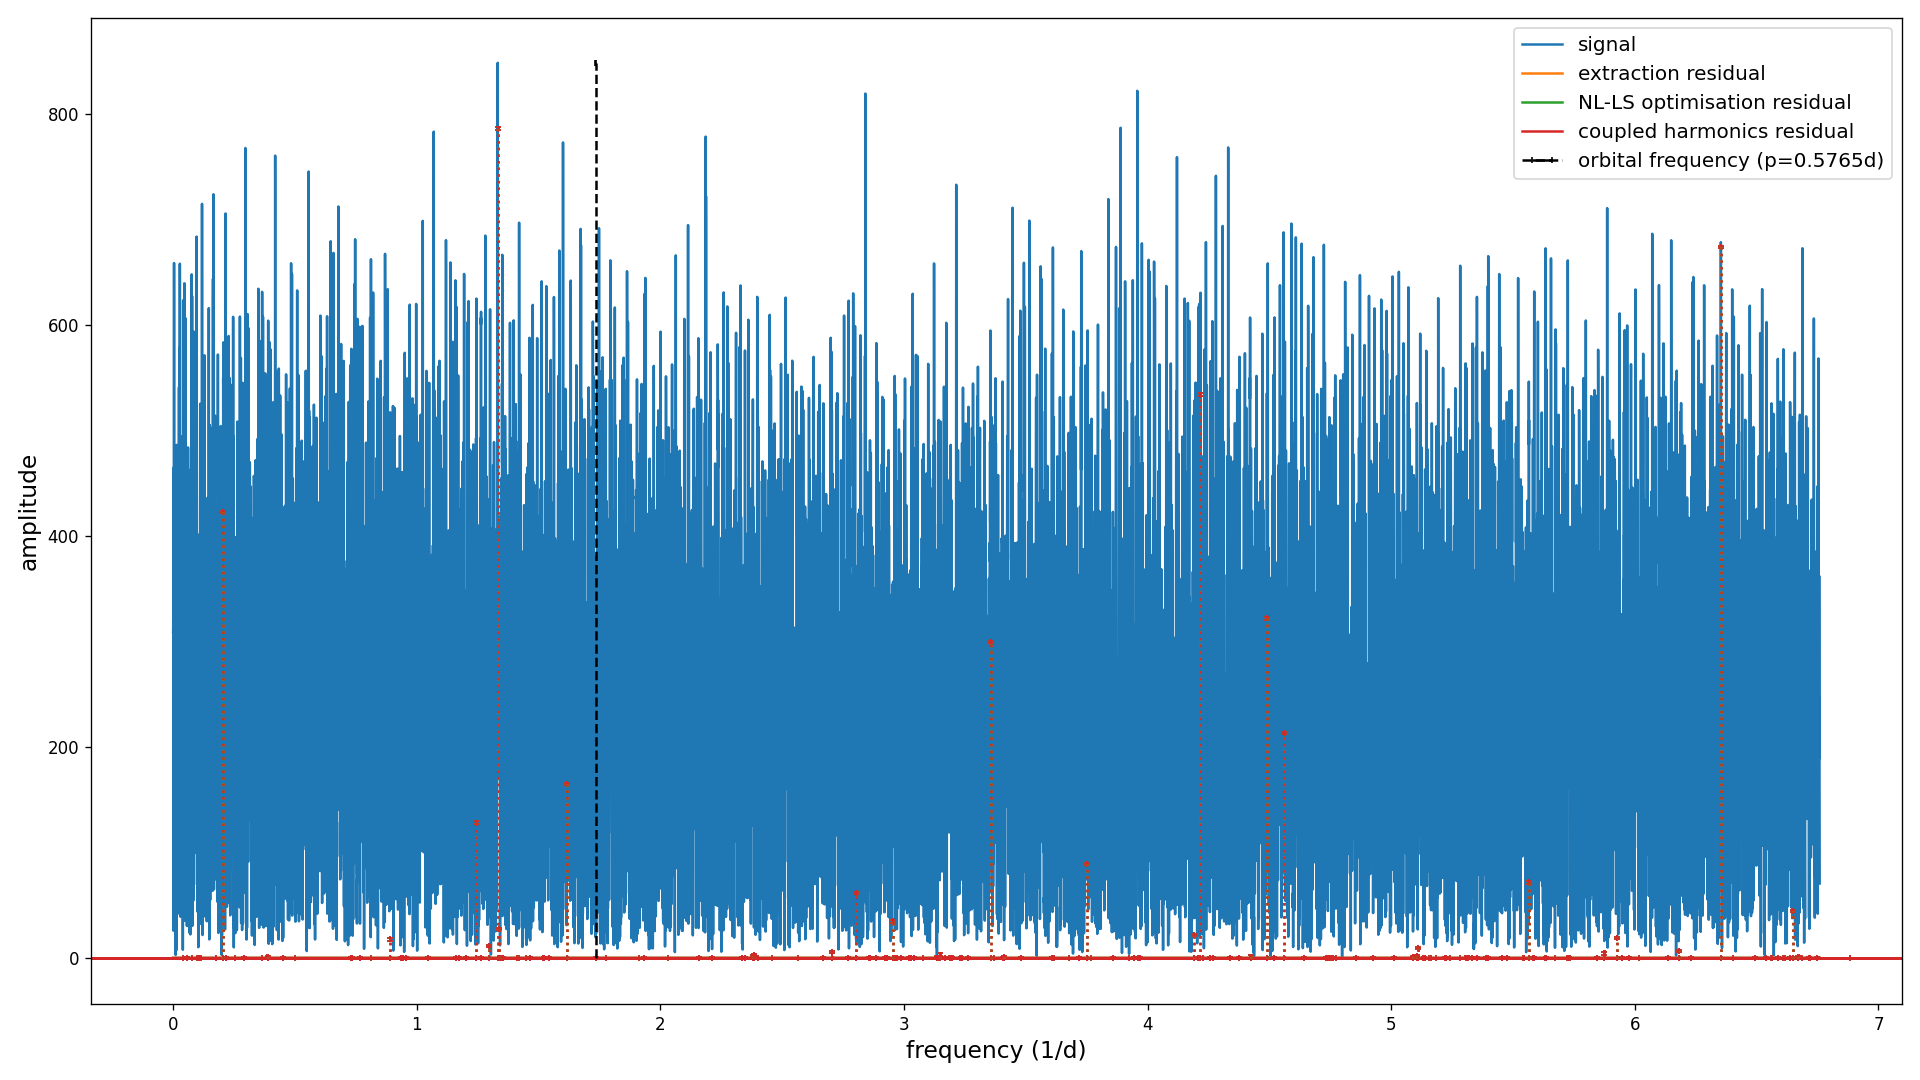 signal
extraction residual
NL-LS optimisation residual
coupled harmonics residual
orbital frequency (p=0.5765d)
amplitude
800
600
400
200
0
0 1 2 3 4 5 6 7
frequency (1/d)